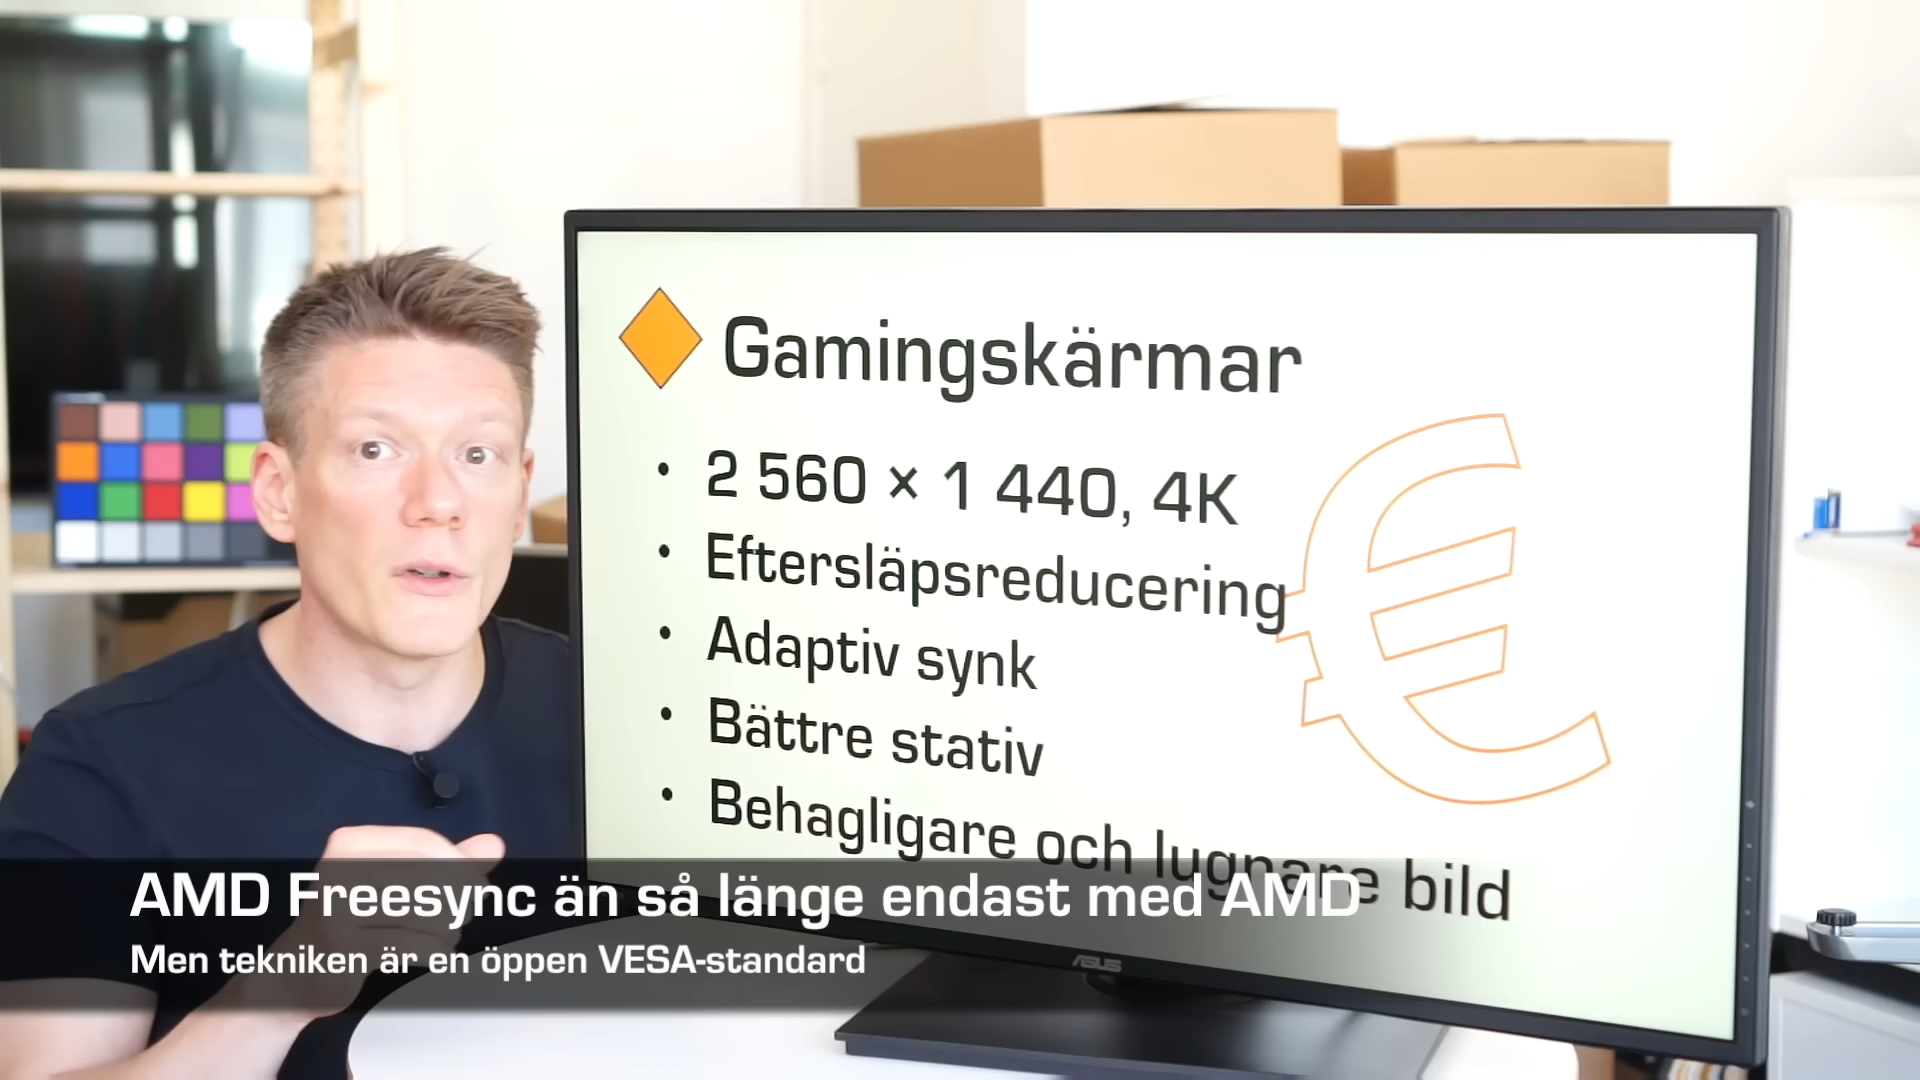 Gamingskärmar
• 2 560 × 1 440, 4K
• Eftersläpsreducering
• Adaptiv synk
• Bättre stativ
• Behagligare och lugnare bild
€
AMD Freesync än så länge endast med AMD
Men tekniken är en öppen VESA-standard
ASUS